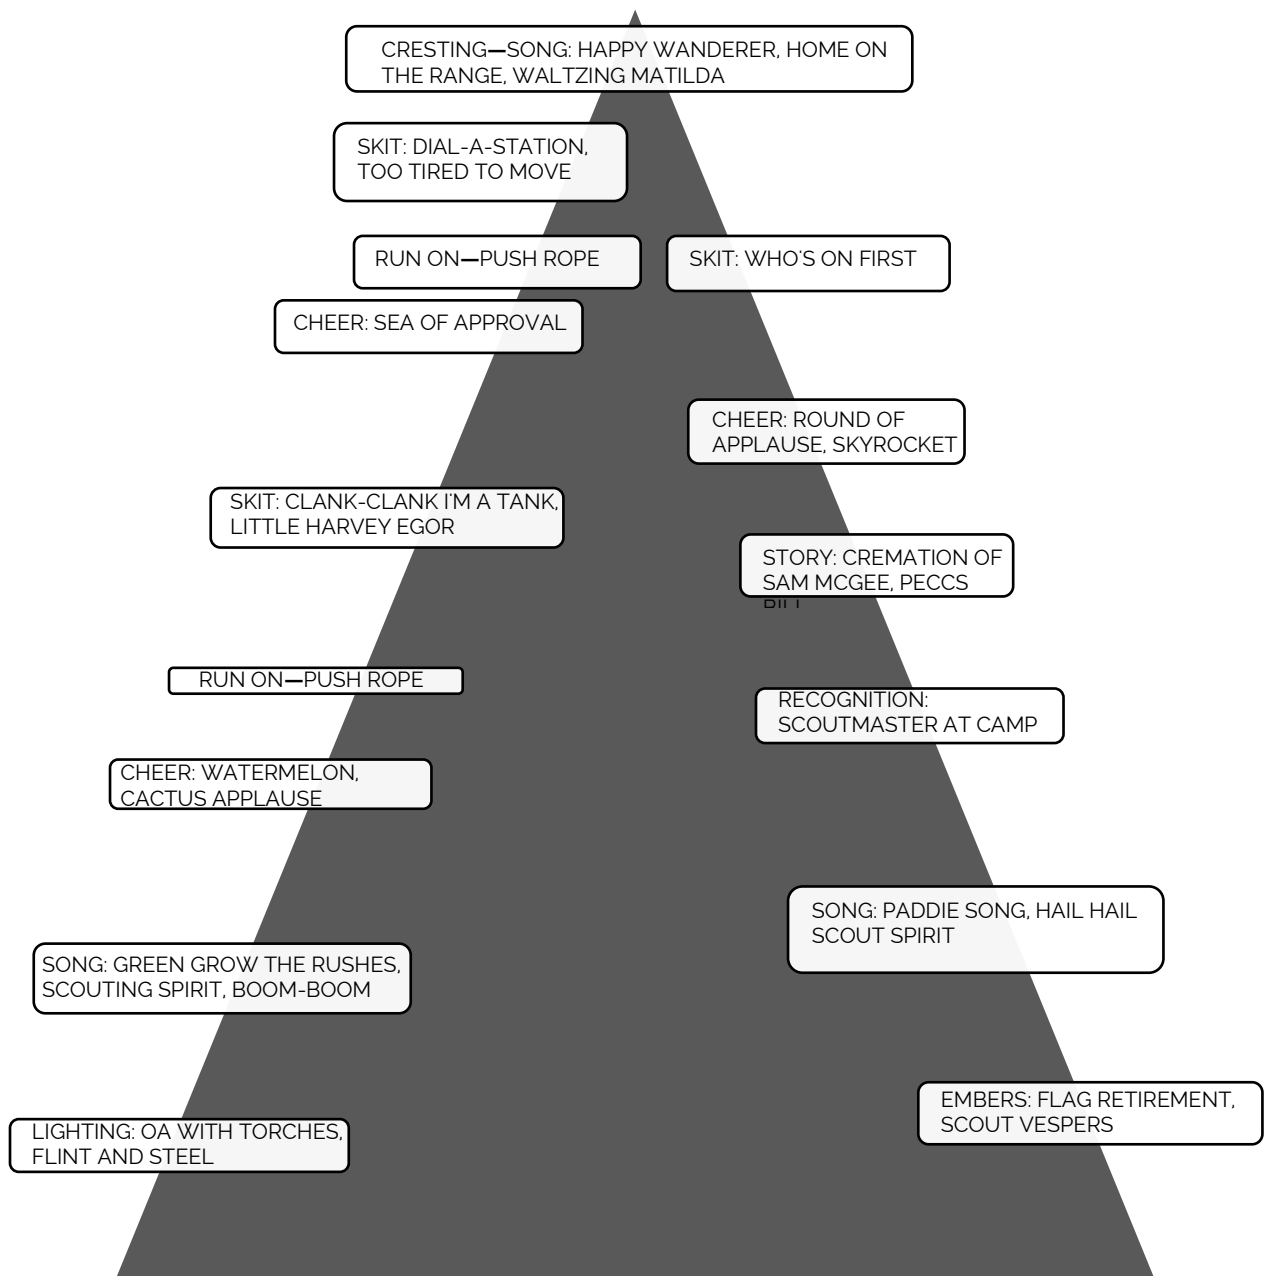 CRESTING—SONG: HAPPY WANDERER, HOME ON
THE RANGE, WALTZING MATILDA
SKIT: DIAL-A-STATION,
TOO TIRED TO MOVE
RUN ON—PUSH ROPE
SKIT: WHO'S ON FIRST
CHEER: SEA OF APPROVAL
CHEER: ROUND OF
APPLAUSE, SKYROCKET
SKIT: CLANK-CLANK I'M A TANK,
LITTLE HARVEY EGOR
STORY: CREMATION OF
SAM MCGEE, PECCS
RUN ON—PUSH ROPE
RECOGNITION:
SCOUTMASTER AT CAMP
CHEER: WATERMELON,
CACTUS APPLAUSE
SONG: PADDIE SONG, HAIL HAIL
SCOUT SPIRIT
SONG: GREEN GROW THE RUSHES,
SCOUTING SPIRIT, BOOM-BOOM
EMBERS: FLAG RETIREMENT,
SCOUT VESPERS
LIGHTING: OA WITH TORCHES,
FLINT AND STEEL